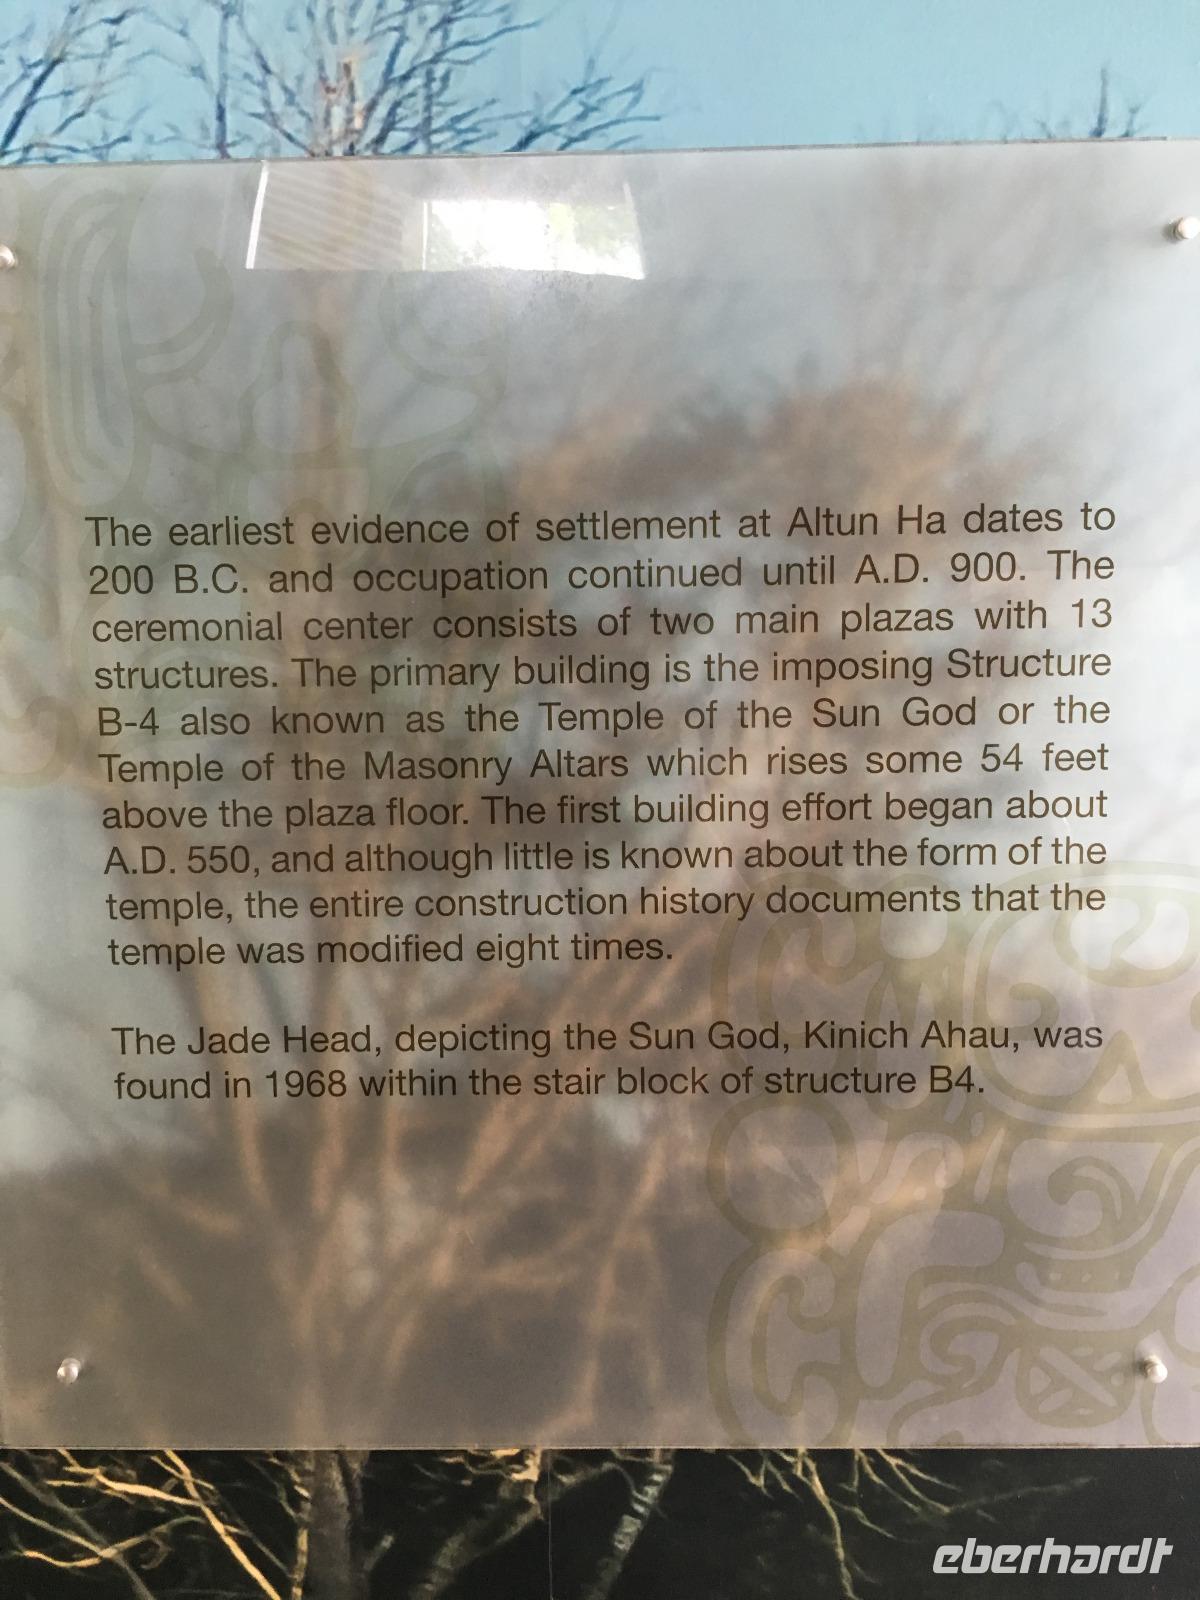 The earliest evidence of settlement at Altun Ha dates to
200 B.C. and occupation continued until A.D. 900. The
ceremonial center consists of two main plazas with 13
structures. The primary building is the imposing Structure
B-4 also known as the Temple of the Sun God or the
Temple of the Masonry Altars which rises some 54 feet
above the plaza floor. The first building effort began about
A.D. 550, and although little is known about the form of the
temple, the entire construction history documents that the
temple was modified eight times.
The Jade Head, depicting the Sun God, Kinich Ahau, was
found in 1968 within the stair block of structure B4.
eberhardt